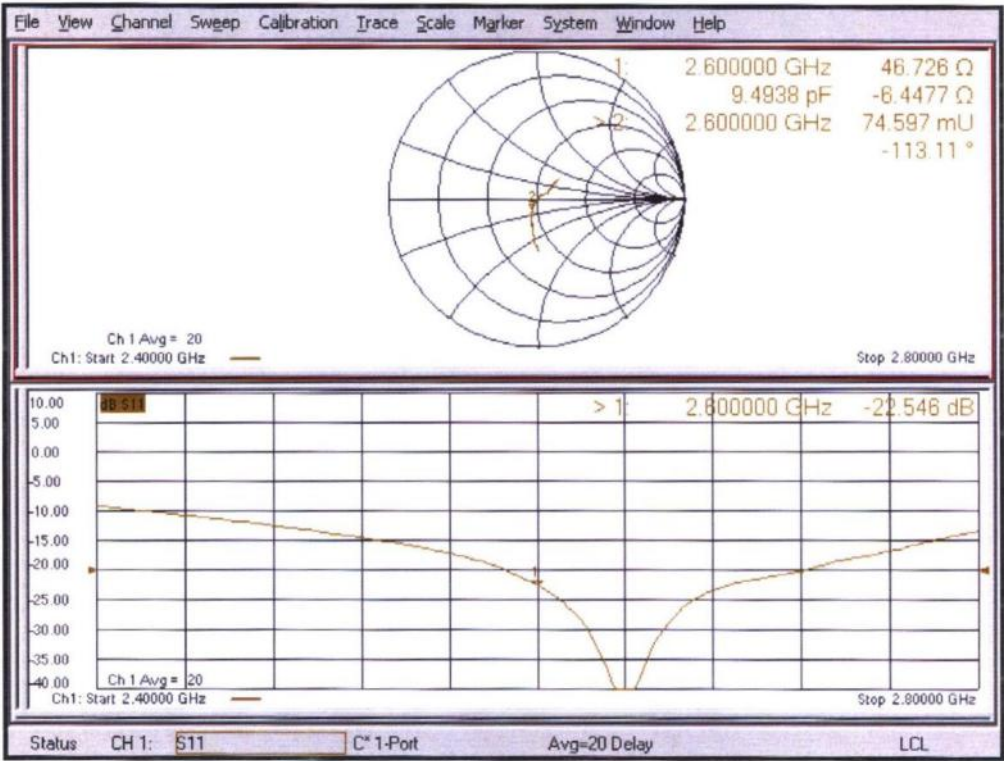 File View Channel Sweep Calibration Trace Scale Marker System Window Help
1: 2.600000 GHz 46.726 Ω
9.4938 pF -6.4477 Ω
> 2: 2.600000 GHz 74.597 mU
-113.11 °
2
Ch 1 Avg = 20
Ch1: Start 2.40000 GHz Stop 2.80000 GHz
10.00 dB S11 > 1: 2.600000 GHz -22.546 dB
5.00
0.00
-5.00
-10.00
-15.00
-20.00
1
-25.00
-30.00
-35.00
-40.00 Ch 1 Avg = 20
Ch1: Start 2.40000 GHz Stop 2.80000 GHz
Status CH 1: S11 C* 1-Port Avg=20 Delay LCL